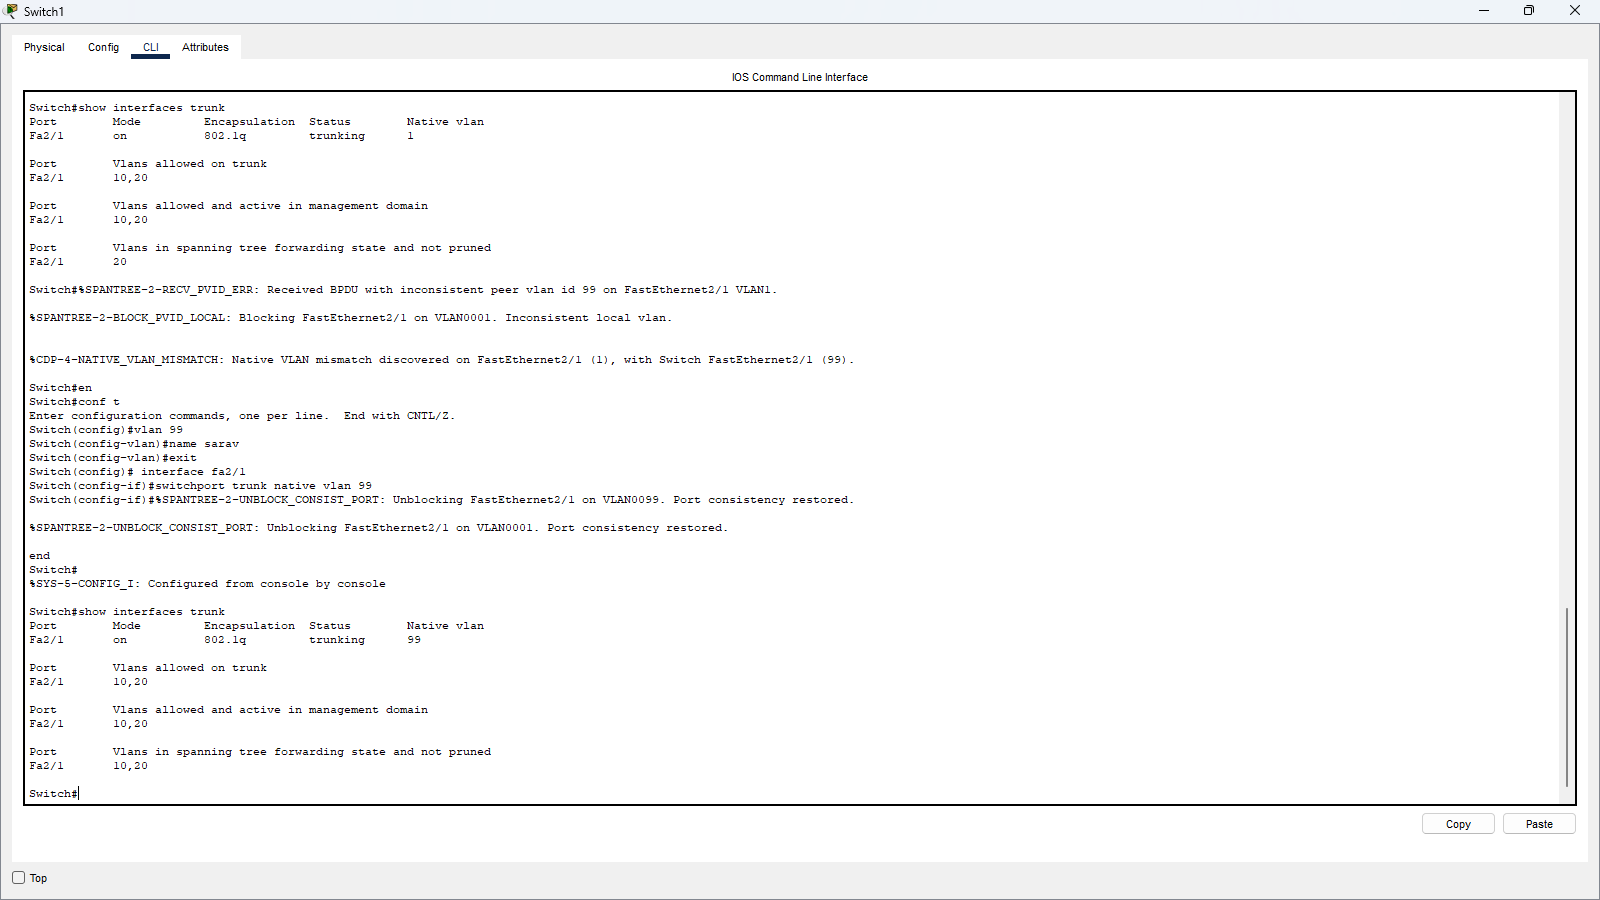 Switch1
Physical Config CLI Attributes
IOS Command Line Interface
Switch#show interfaces trunk
Port        Mode         Encapsulation  Status        Native vlan
Fa2/1       on           802.1q         trunking      1
Port        Vlans allowed on trunk
Fa2/1       10,20
Port        Vlans allowed and active in management domain
Fa2/1       10,20
Port        Vlans in spanning tree forwarding state and not pruned
Fa2/1       20
Switch#%SPANTREE-2-RECV_PVID_ERR: Received BPDU with inconsistent peer vlan id 99 on FastEthernet2/1 VLAN1.
%SPANTREE-2-BLOCK_PVID_LOCAL: Blocking FastEthernet2/1 on VLAN0001. Inconsistent local vlan.
%CDP-4-NATIVE_VLAN_MISMATCH: Native VLAN mismatch discovered on FastEthernet2/1 (1), with Switch FastEthernet2/1 (99).
Switch#en
Switch#conf t
Enter configuration commands, one per line.  End with CNTL/Z.
Switch(config)#vlan 99
Switch(config-vlan)#name sarav
Switch(config-vlan)#exit
Switch(config)# interface fa2/1
Switch(config-if)#switchport trunk native vlan 99
Switch(config-if)#%SPANTREE-2-UNBLOCK_CONSIST_PORT: Unblocking FastEthernet2/1 on VLAN0099. Port consistency restored.
%SPANTREE-2-UNBLOCK_CONSIST_PORT: Unblocking FastEthernet2/1 on VLAN0001. Port consistency restored.
end
Switch#
%SYS-5-CONFIG_I: Configured from console by console
Switch#show interfaces trunk
Port        Mode         Encapsulation  Status        Native vlan
Fa2/1       on           802.1q         trunking      99
Port        Vlans allowed on trunk
Fa2/1       10,20
Port        Vlans allowed and active in management domain
Fa2/1       10,20
Port        Vlans in spanning tree forwarding state and not pruned
Fa2/1       10,20
Switch#
Copy Paste
Top